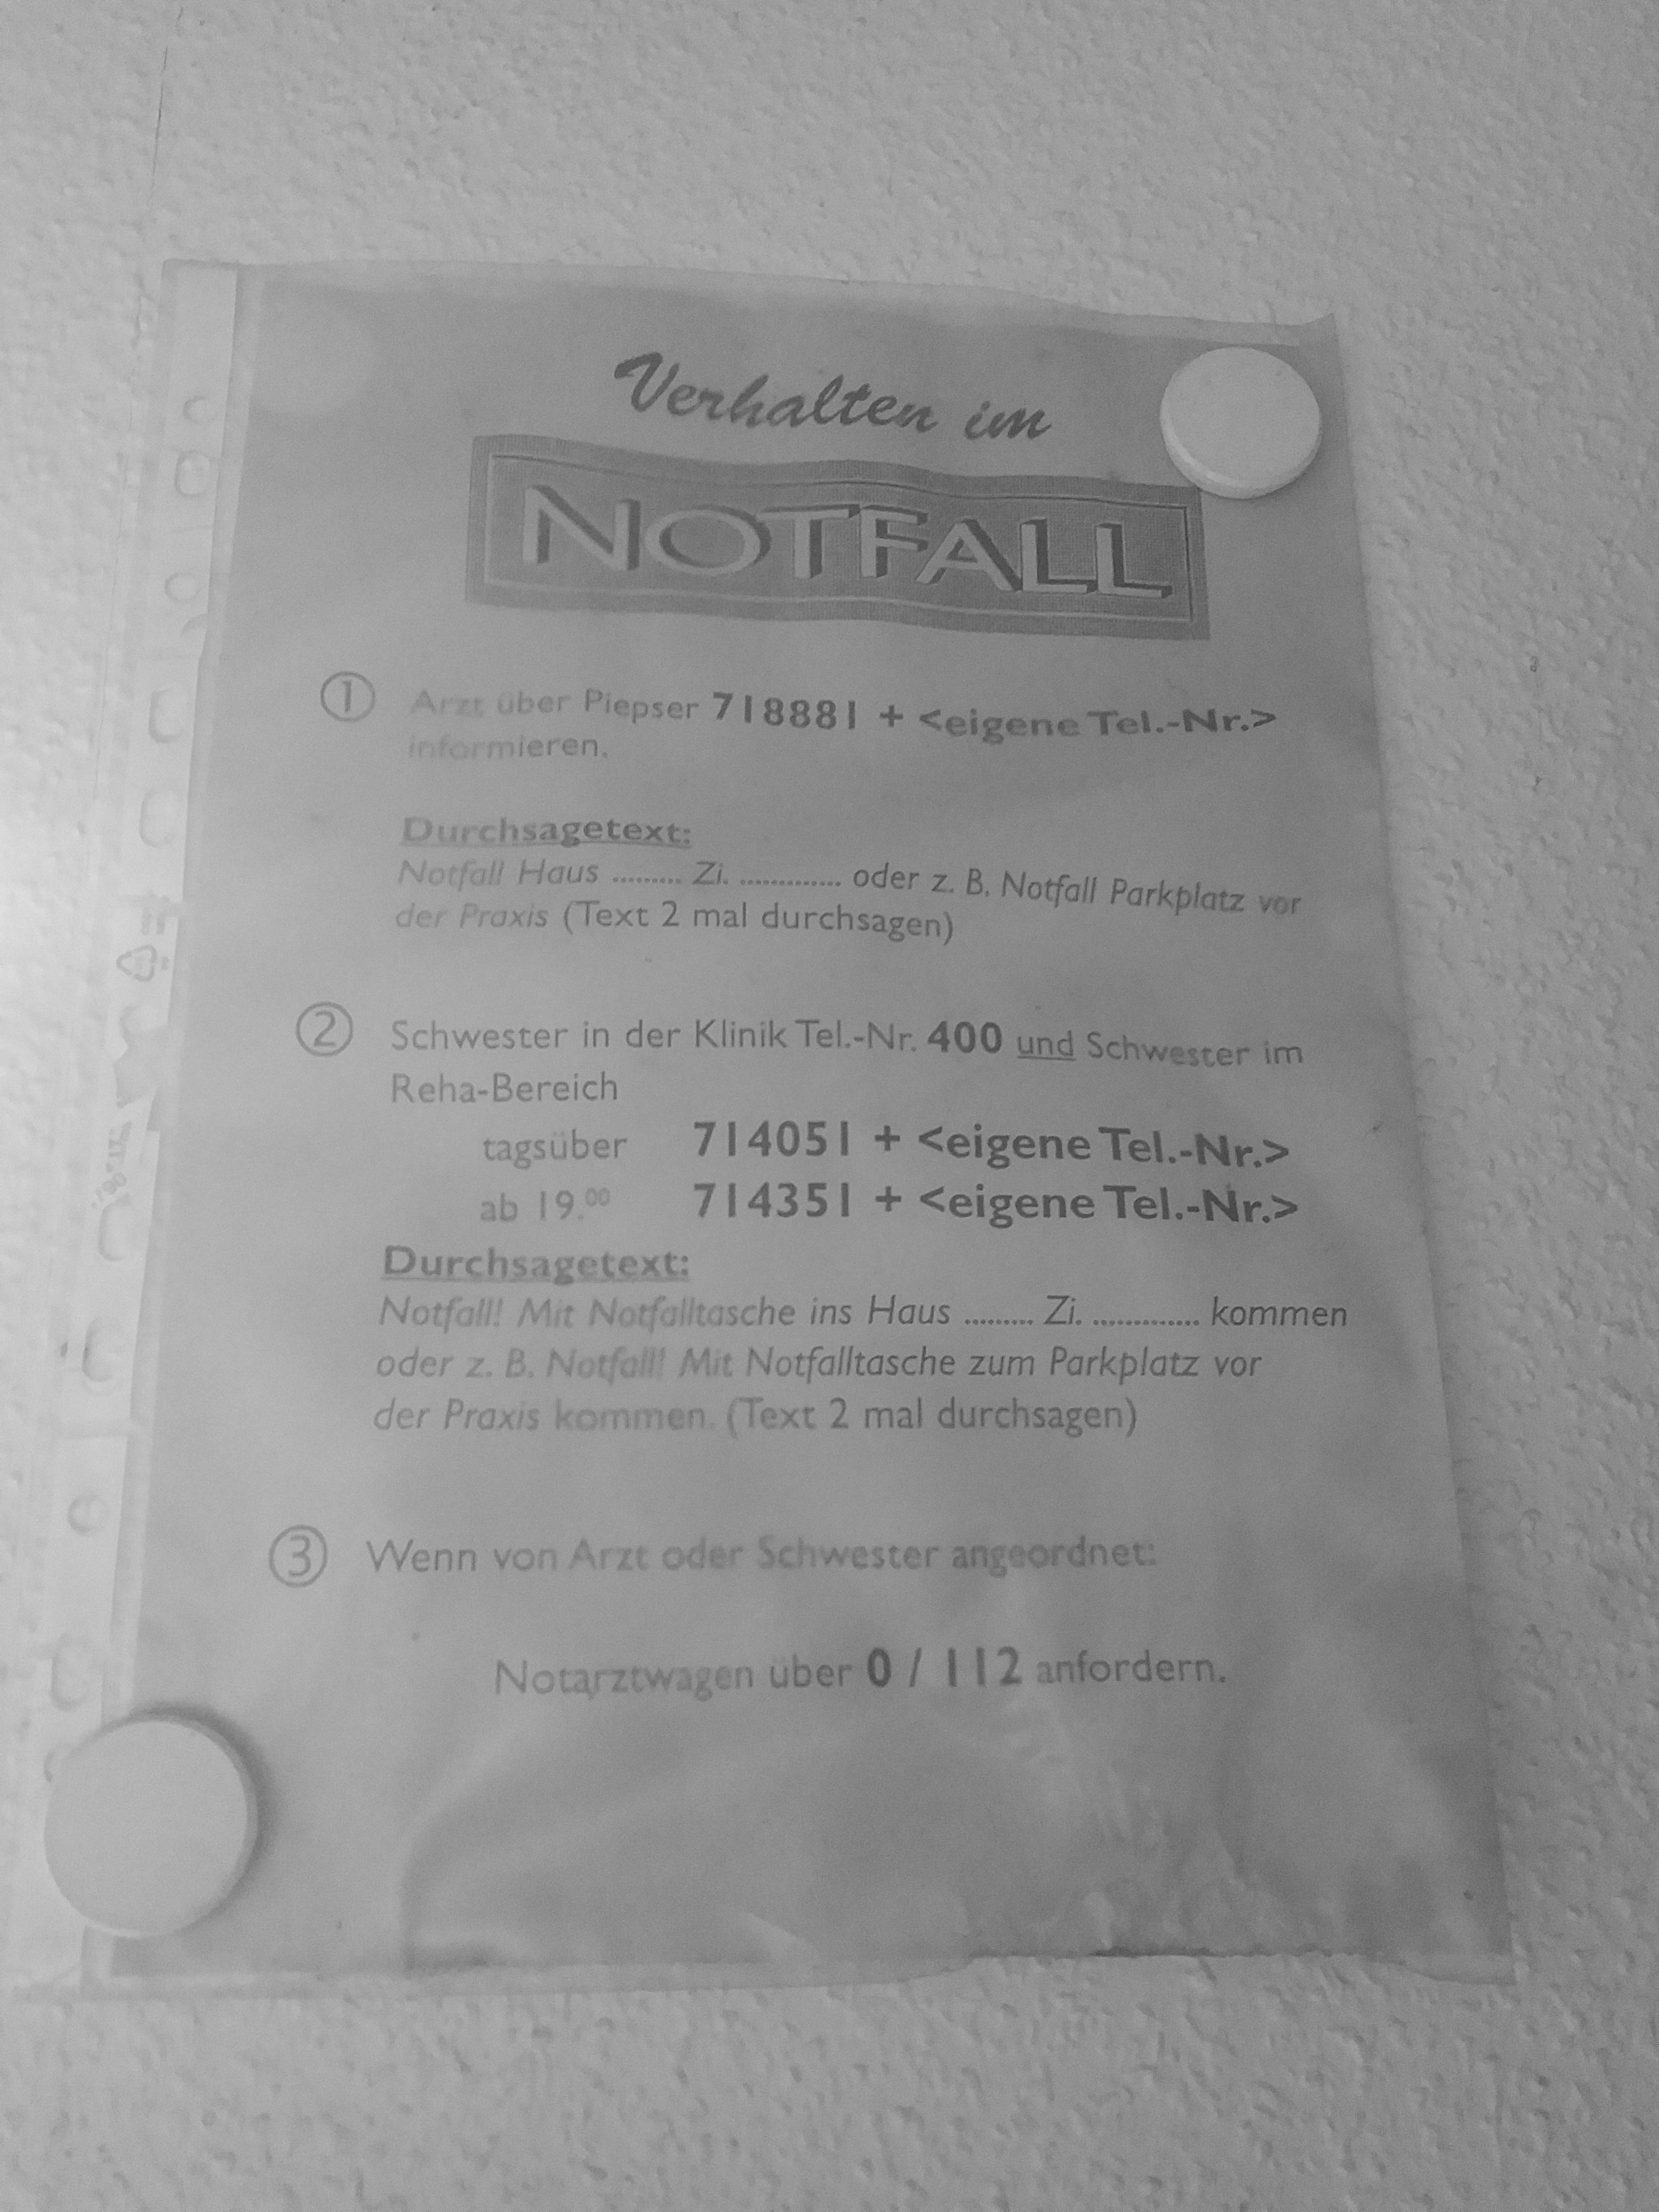 Verhalten im
NOTFALL
① Arzt über Piepser 718881 + <eigene Tel.-Nr.>
informieren.
Durchsagetext:
Notfall Haus ......... Zi. ............. oder z. B. Notfall Parkplatz vor
der Praxis (Text 2 mal durchsagen)
② Schwester in der Klinik Tel.-Nr. 400 und Schwester im
Reha-Bereich
tagsüber 714051 + <eigene Tel.-Nr.>
ab 19.00 714351 + <eigene Tel.-Nr.>
Durchsagetext:
Notfall! Mit Notfalltasche ins Haus ......... Zi. ............. kommen
oder z. B. Notfall! Mit Notfalltasche zum Parkplatz vor
der Praxis kommen. (Text 2 mal durchsagen)
③ Wenn von Arzt oder Schwester angeordnet:
Notarztwagen über 0 / 112 anfordern.